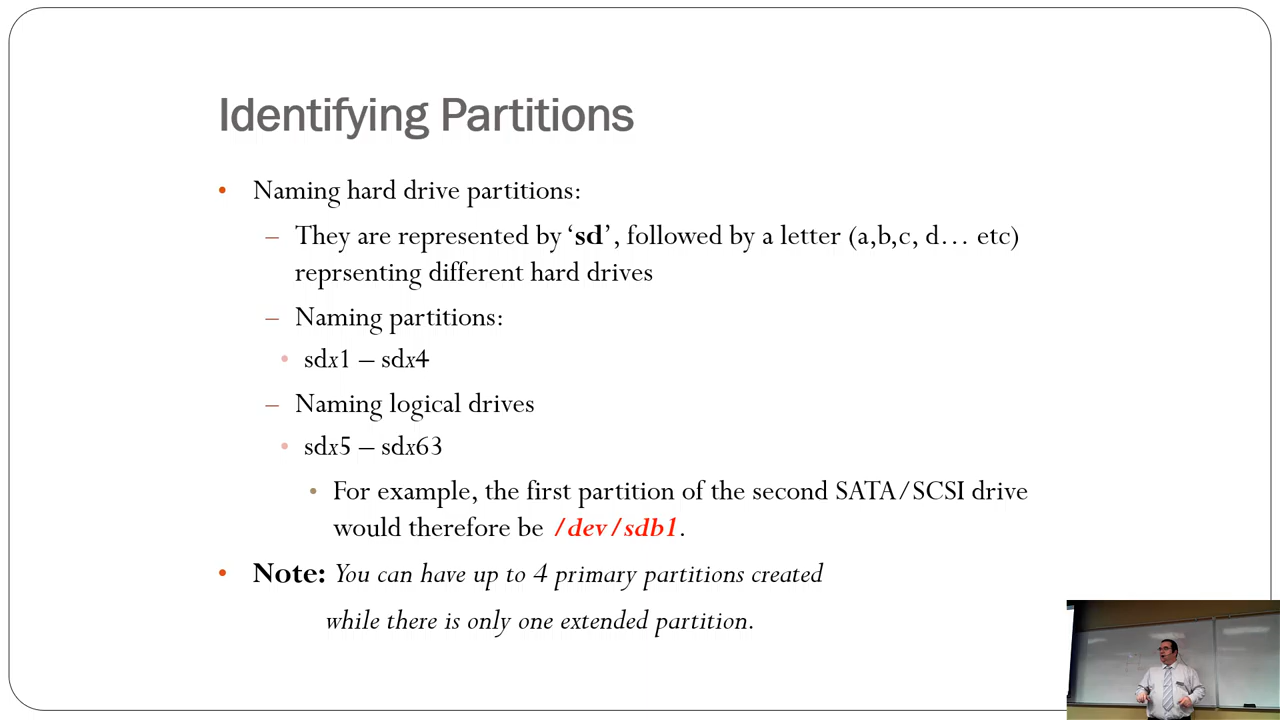 Identifying Partitions
• Naming hard drive partitions:
– They are represented by ‘sd’, followed by a letter (a,b,c, d… etc)
reprsenting different hard drives
– Naming partitions:
• sdx1 – sdx4
– Naming logical drives
• sdx5 – sdx63
• For example, the first partition of the second SATA/SCSI drive
would therefore be /dev/sdb1.
• Note: You can have up to 4 primary partitions created
while there is only one extended partition.